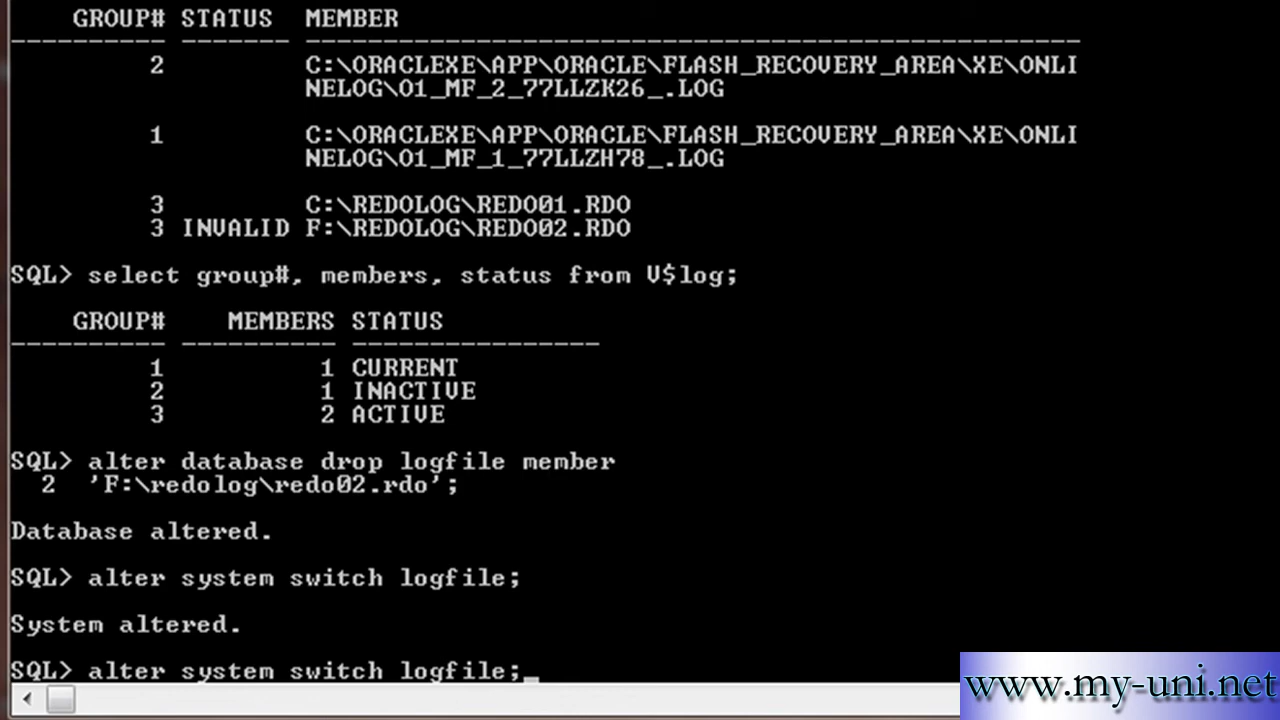 GROUP# STATUS MEMBER
---------- ------- --------------------------------------------------
2 C:\ORACLEXE\APP\ORACLE\FLASH_RECOVERY_AREA\XE\ONLI
NELOG\O1_MF_2_77LLZK26_.LOG
1 C:\ORACLEXE\APP\ORACLE\FLASH_RECOVERY_AREA\XE\ONLI
NELOG\O1_MF_1_77LLZH78_.LOG
3 C:\REDOLOG\REDO01.RDO
3 INVALID F:\REDOLOG\REDO02.RDO
SQL> select group#, members, status from V$log;
GROUP# MEMBERS STATUS
---------- ---------- ----------------
1 1 CURRENT
2 1 INACTIVE
3 2 ACTIVE
SQL> alter database drop logfile member
2 'F:\redolog\redo02.rdo';
Database altered.
SQL> alter system switch logfile;
System altered.
SQL> alter system switch logfile;_
www.my-uni.net